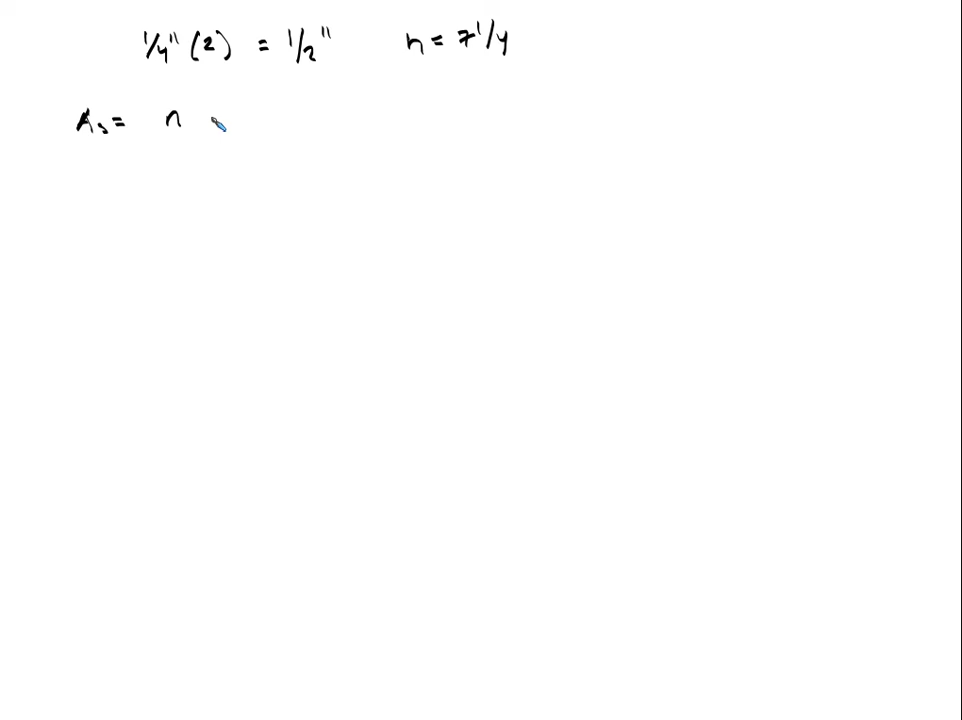 1/4" (2) = 1/2" n = 7 1/4
As = n